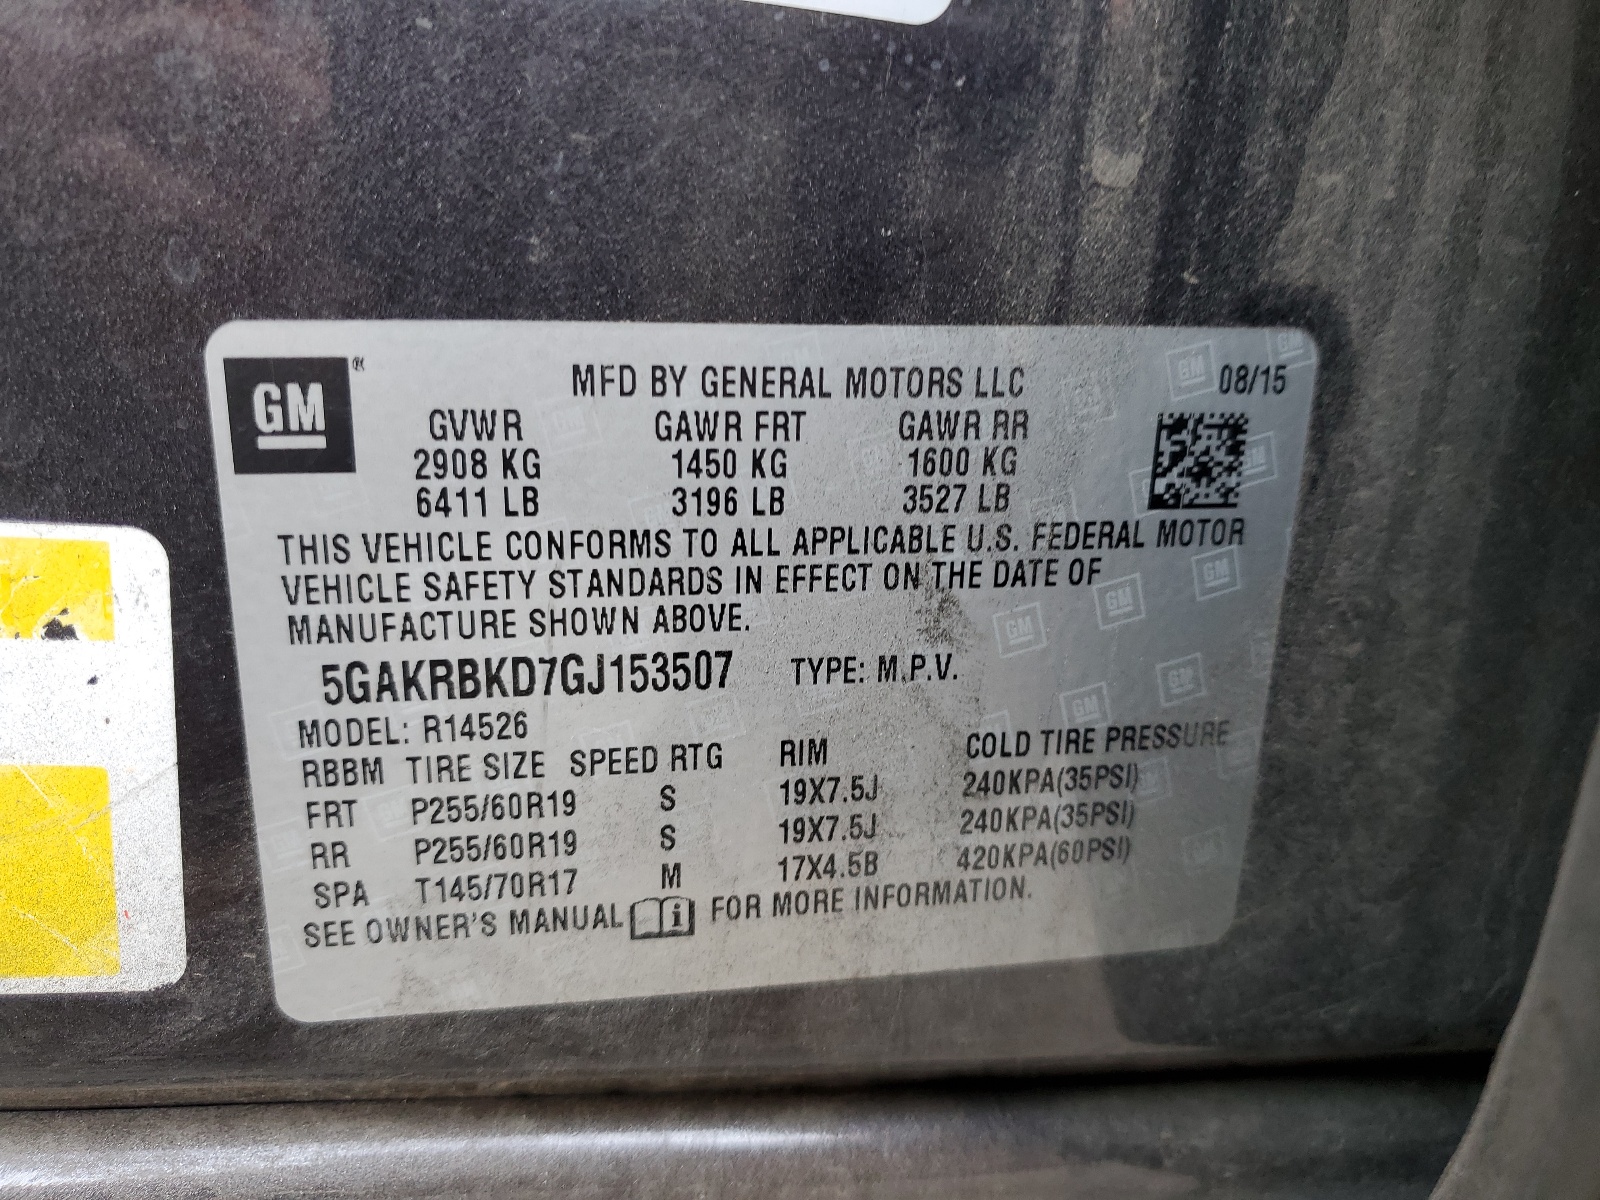 GM ®
MFD BY GENERAL MOTORS LLC 08/15
GVWR GAWR FRT GAWR RR
2908 KG 1450 KG 1600 KG
6411 LB 3196 LB 3527 LB
THIS VEHICLE CONFORMS TO ALL APPLICABLE U.S. FEDERAL MOTOR
VEHICLE SAFETY STANDARDS IN EFFECT ON THE DATE OF
MANUFACTURE SHOWN ABOVE.
5GAKRBKD7GJ153507 TYPE: M.P.V.
MODEL: R14526
RBBM TIRE SIZE SPEED RTG RIM COLD TIRE PRESSURE
FRT P255/60R19 S 19X7.5J 240KPA(35PSI)
RR P255/60R19 S 19X7.5J 240KPA(35PSI)
SPA T145/70R17 M 17X4.5B 420KPA(60PSI)
SEE OWNER'S MANUAL i FOR MORE INFORMATION.